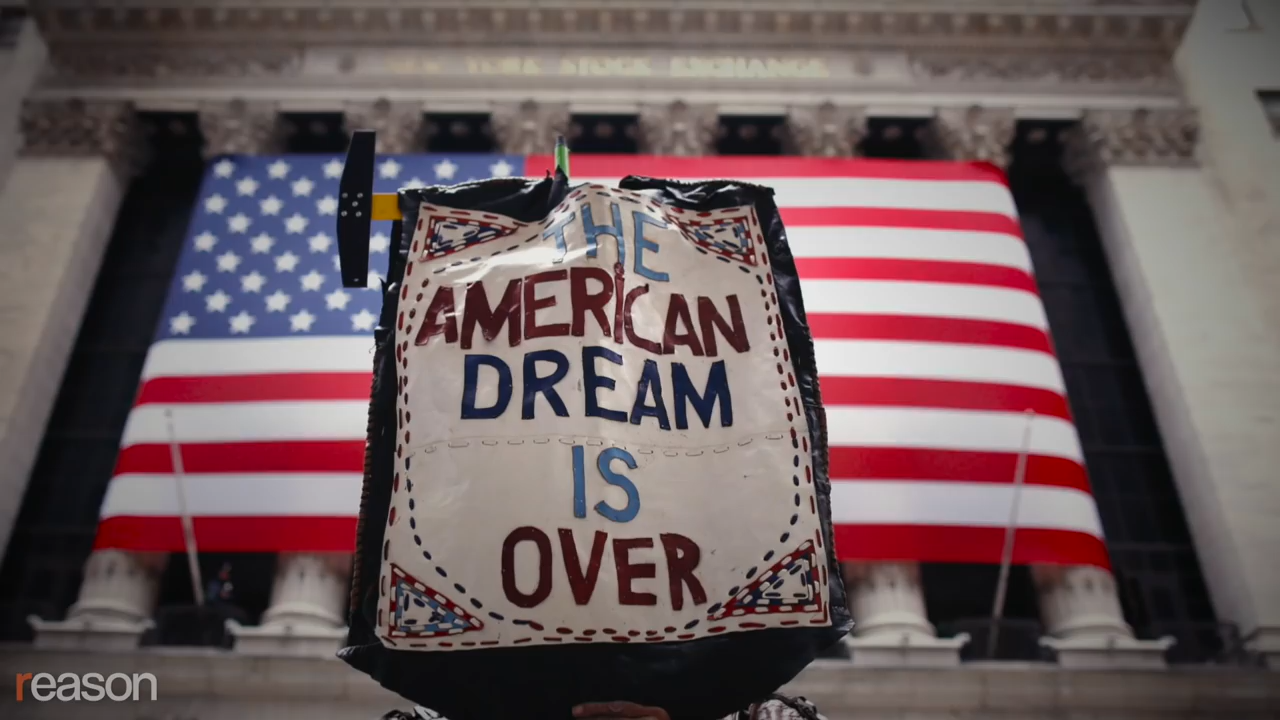 NEW YORK STOCK EXCHANGE
THE
AMERICAN
DREAM
IS
OVER
reason